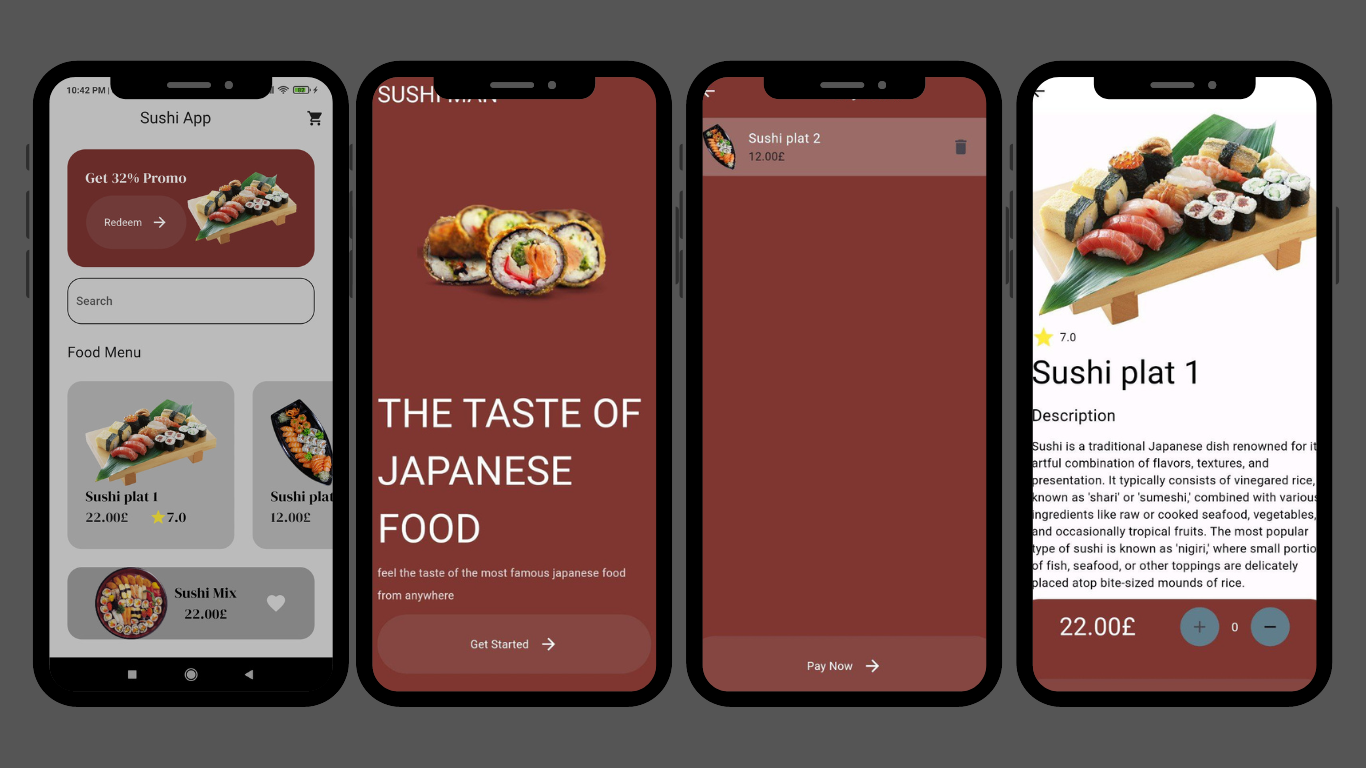 10:42 PM
Sushi App
Get 32% Promo
Redeem
Search
Food Menu
Sushi plat 1
22.00£
7.0
Sushi plat
12.00£
Sushi Mix
22.00£
SUSHI MAN
THE TASTE OF
JAPANESE
FOOD
feel the taste of the most famous japanese food
from anywhere
Get Started
Sushi plat 2
12.00£
Pay Now
7.0
Sushi plat 1
Description
Sushi is a traditional Japanese dish renowned for it
artful combination of flavors, textures, and
presentation. It typically consists of vinegared rice,
known as 'shari' or 'sumeshi,' combined with various
ingredients like raw or cooked seafood, vegetables,
and occasionally tropical fruits. The most popular
type of sushi is known as 'nigiri,' where small portio
of fish, seafood, or other toppings are delicately
placed atop bite-sized mounds of rice.
22.00£
+ 0 −